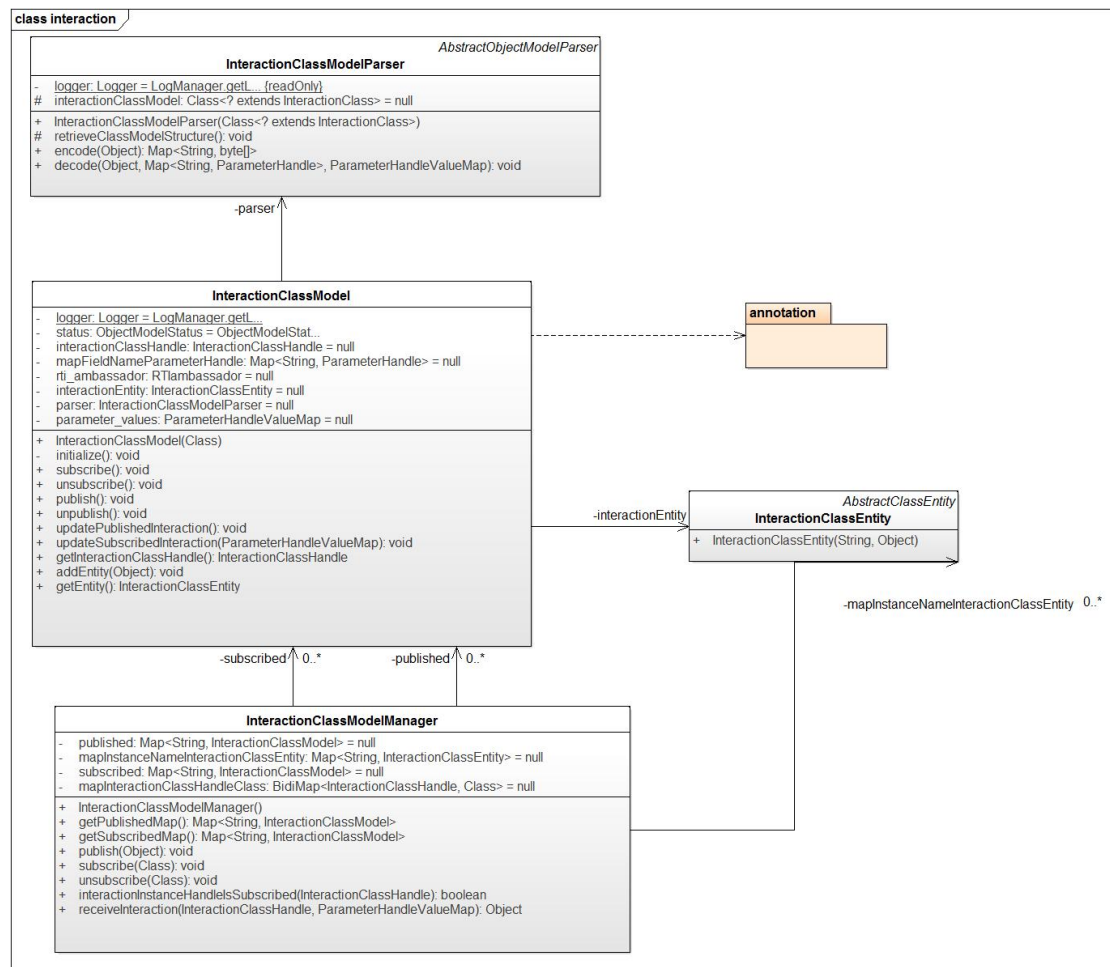 class interaction
AbstractObjectModelParser
InteractionClassModelParser
- logger: Logger = LogManager.getL... {readOnly}
# interactionClassModel: Class<? extends InteractionClass> = null
+ InteractionClassModelParser(Class<? extends InteractionClass>)
# retrieveClassModelStructure(): void
+ encode(Object): Map<String, byte[]>
+ decode(Object, Map<String, ParameterHandle>, ParameterHandleValueMap): void
-parser
InteractionClassModel
- logger: Logger = LogManager.getL...
- status: ObjectModelStatus = ObjectModelStat...
- interactionClassHandle: InteractionClassHandle = null
- mapFieldNameParameterHandle: Map<String, ParameterHandle> = null
- rti_ambassador: RTIambassador = null
- interactionEntity: InteractionClassEntity = null
- parser: InteractionClassModelParser = null
- parameter_values: ParameterHandleValueMap = null
+ InteractionClassModel(Class)
- initialize(): void
+ subscribe(): void
+ unsubscribe(): void
+ publish(): void
+ unpublish(): void
+ updatePublishedInteraction(): void
+ updateSubscribedInteraction(ParameterHandleValueMap): void
+ getInteractionClassHandle(): InteractionClassHandle
+ addEntity(Object): void
+ getEntity(): InteractionClassEntity
annotation
-interactionEntity
AbstractClassEntity
InteractionClassEntity
+ InteractionClassEntity(String, Object)
-mapInstanceNameInteractionClassEntity 0..*
-subscribed 0..*
-published 0..*
InteractionClassModelManager
- published: Map<String, InteractionClassModel> = null
- mapInstanceNameInteractionClassEntity: Map<String, InteractionClassEntity> = null
- subscribed: Map<String, InteractionClassModel> = null
- mapInteractionClassHandleClass: BidiMap<InteractionClassHandle, Class> = null
+ InteractionClassModelManager()
+ getPublishedMap(): Map<String, InteractionClassModel>
+ getSubscribedMap(): Map<String, InteractionClassModel>
+ publish(Object): void
+ subscribe(Class): void
+ unsubscribe(Class): void
+ interactionInstanceHandleIsSubscribed(InteractionClassHandle): boolean
+ receiveInteraction(InteractionClassHandle, ParameterHandleValueMap): Object